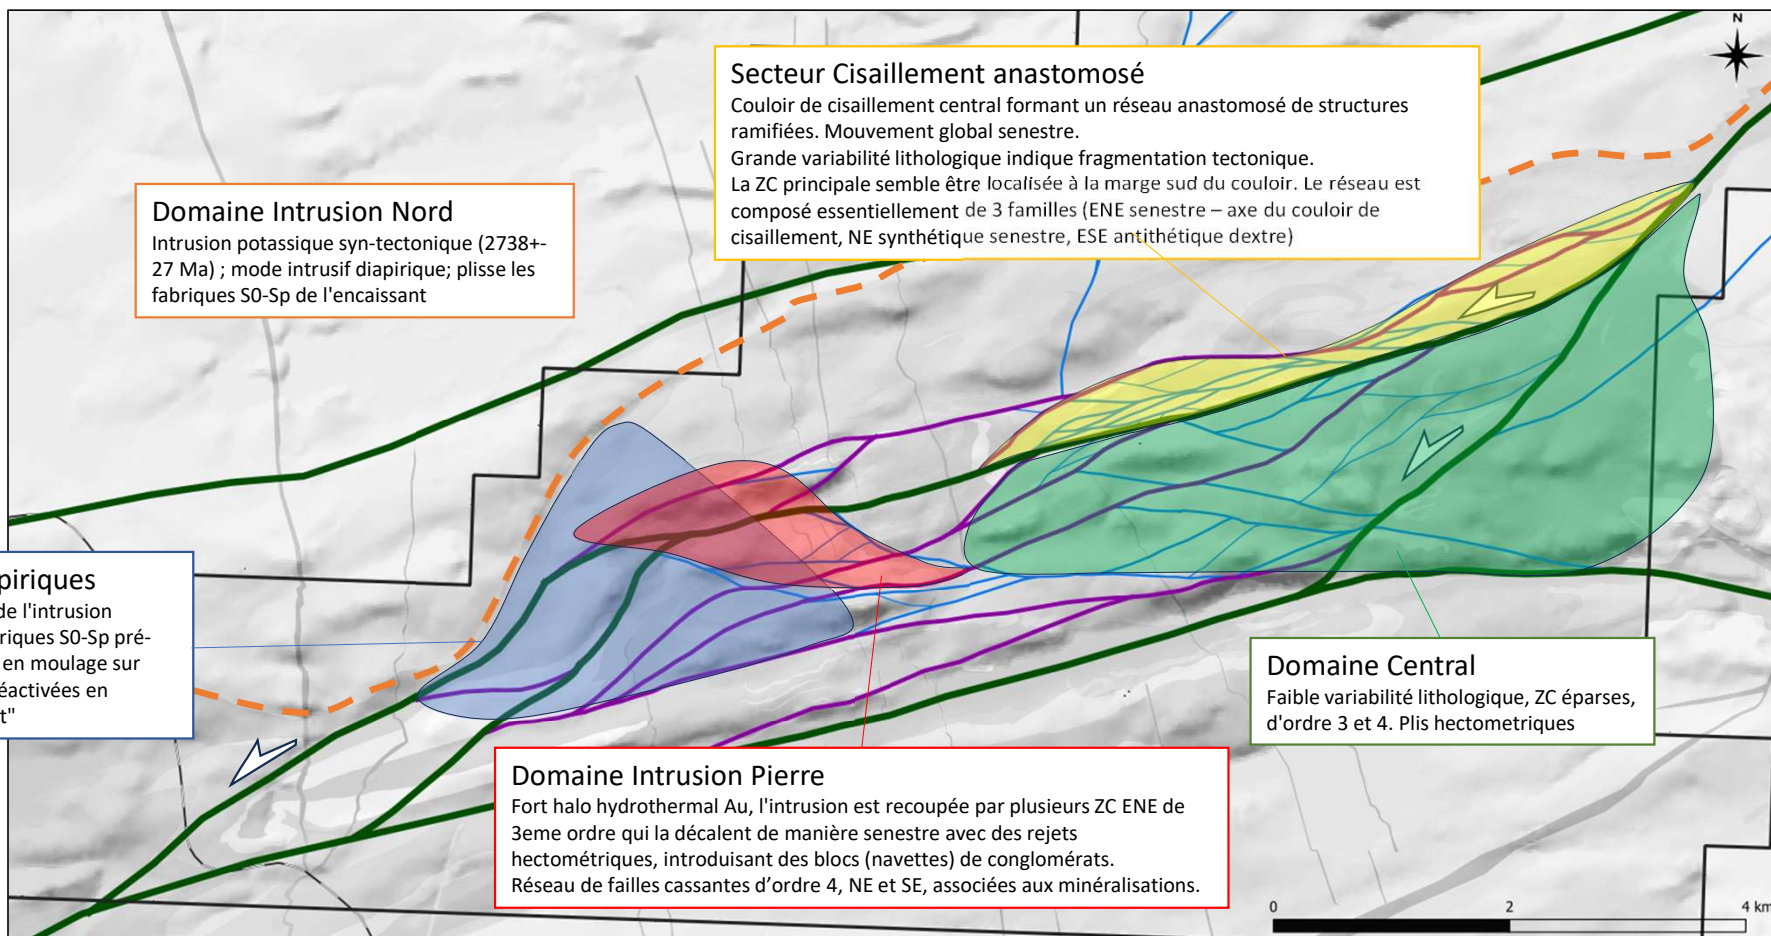 N
Secteur Cisaillement anastomosé
Couloir de cisaillement central formant un réseau anastomosé de structures
ramifiées. Mouvement global senestre.
Grande variabilité lithologique indique fragmentation tectonique.
La ZC principale semble être localisée à la marge sud du couloir. Le réseau est
composé essentiellement de 3 familles (ENE senestre – axe du couloir de
cisaillement, NE synthétique senestre, ESE antithétique dextre)
Domaine Intrusion Nord
Intrusion potassique syn-tectonique (2738+-
27 Ma) ; mode intrusif diapirique; plisse les
fabriques S0-Sp de l'encaissant
piriques
de l'intrusion
riques S0-Sp pré-
en moulage sur
éactivées en
t"
Domaine Central
Faible variabilité lithologique, ZC éparses,
d'ordre 3 et 4. Plis hectometriques
Domaine Intrusion Pierre
Fort halo hydrothermal Au, l'intrusion est recoupée par plusieurs ZC ENE de
3eme ordre qui la décalent de manière senestre avec des rejets
hectométriques, introduisant des blocs (navettes) de conglomérats.
Réseau de failles cassantes d’ordre 4, NE et SE, associées aux minéralisations.
0 2 4 km